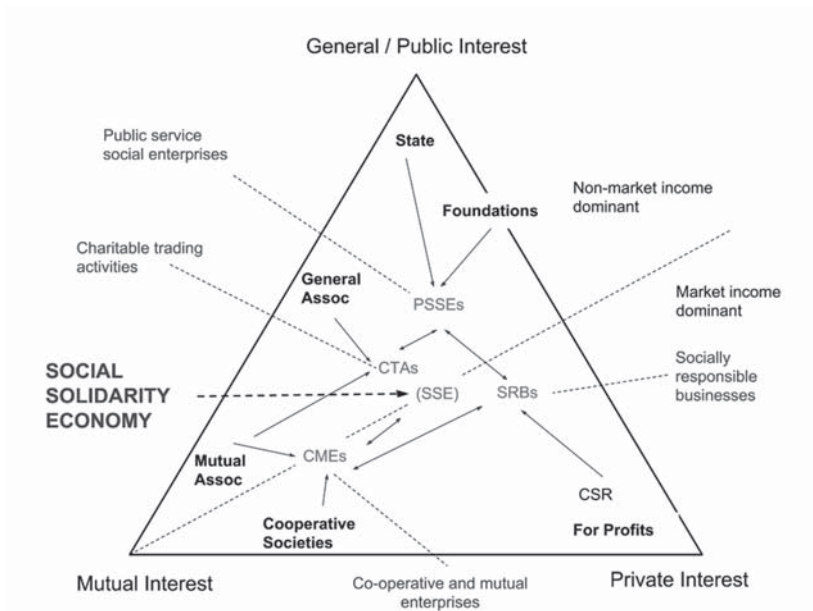 General / Public Interest
Public service
social enterprises
State
Non-market income
dominant
Foundations
Charitable trading
activities
General
Assoc
PSSEs
Market income
dominant
CTAs
SOCIAL
SOLIDARITY
ECONOMY
(SSE)
SRBs
Socially
responsible
businesses
Mutual
Assoc
CMEs
CSR
Cooperative
Societies
For Profits
Mutual Interest
Co-operative and mutual
enterprises
Private Interest